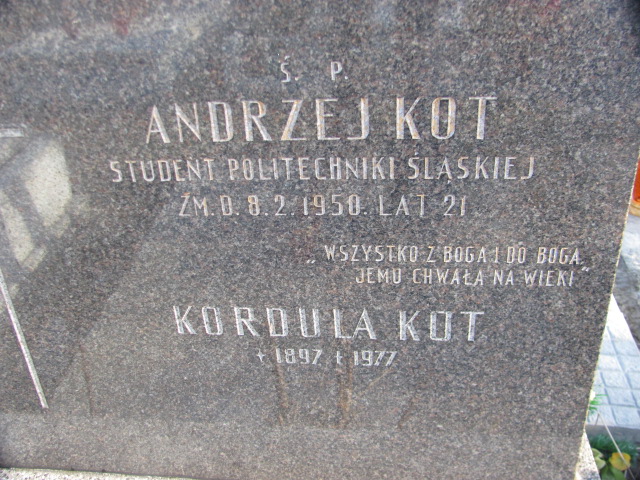 Ś. P.
ANDRZEJ KOT
STUDENT POLITECHNIKI ŚLĄSKIEJ
ZM. D. 8. 2. 1950. LAT 21
„WSZYSTKO Z BOGA I DO BOGA,
JEMU CHWAŁA NA WIEKI"
KORDULA KOT
+ 1897 + 1977